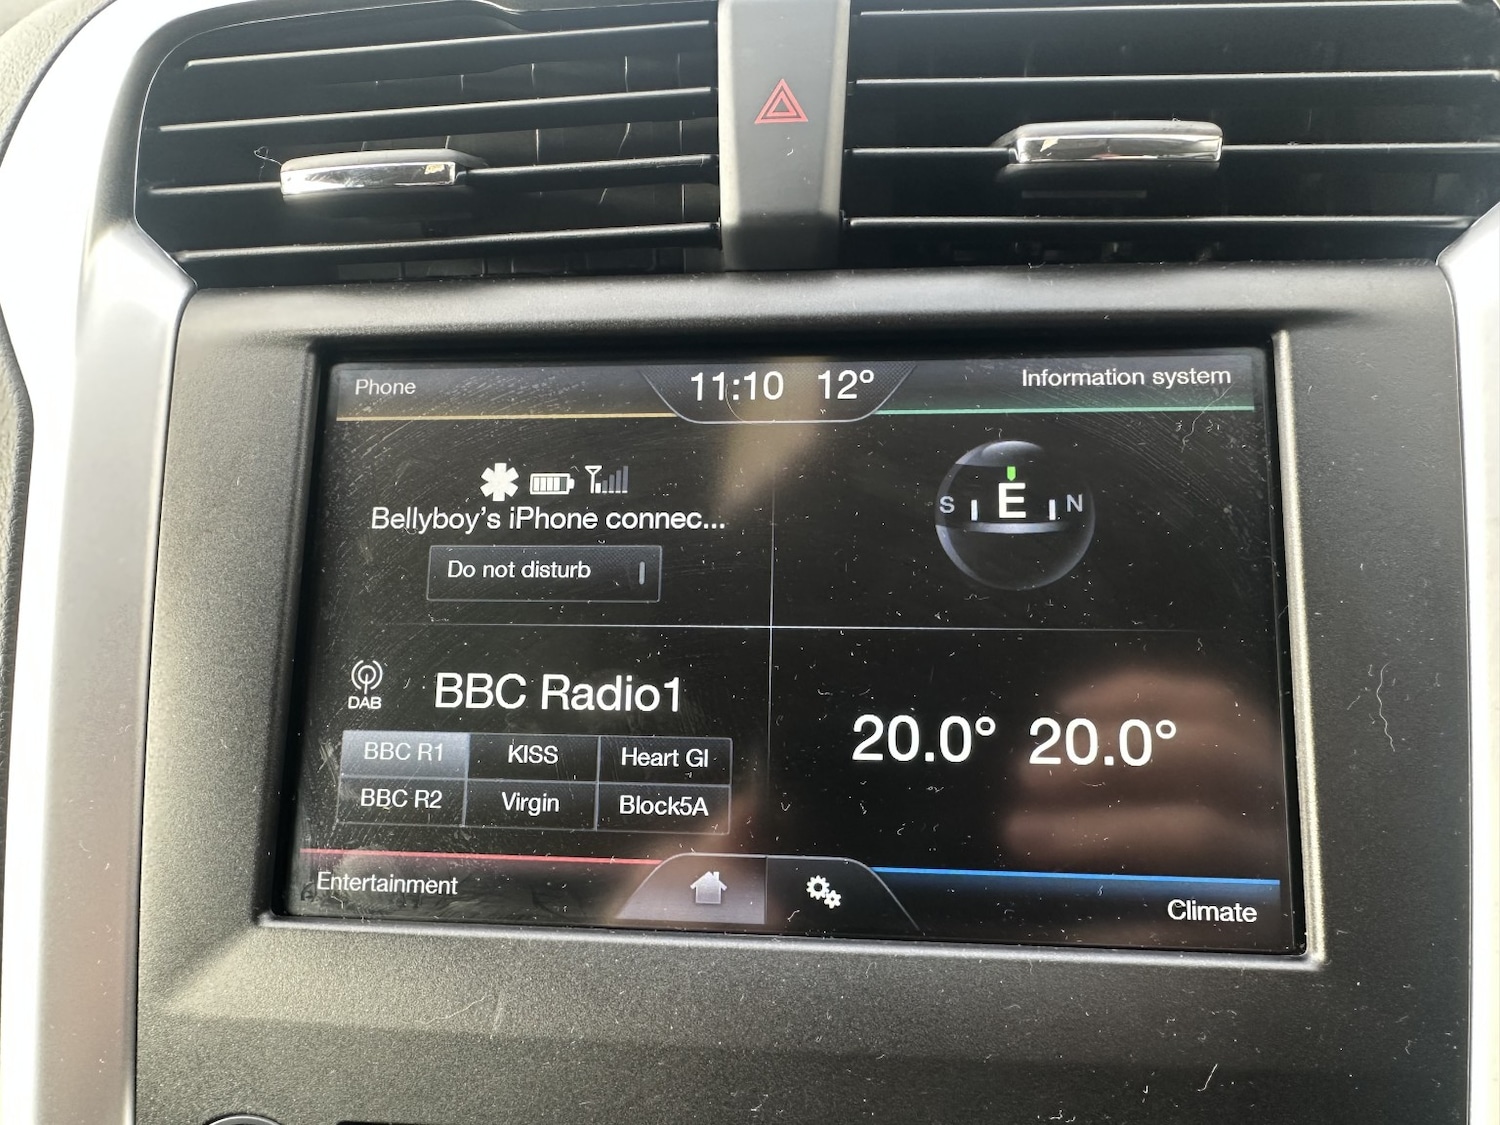 Phone
11:10 12°
Information system
Bellyboy's iPhone connec...
Do not disturb
S E N
DAB
BBC Radio1
BBC R1 KISS Heart Gl
BBC R2 Virgin Block5A
20.0° 20.0°
Entertainment
Climate